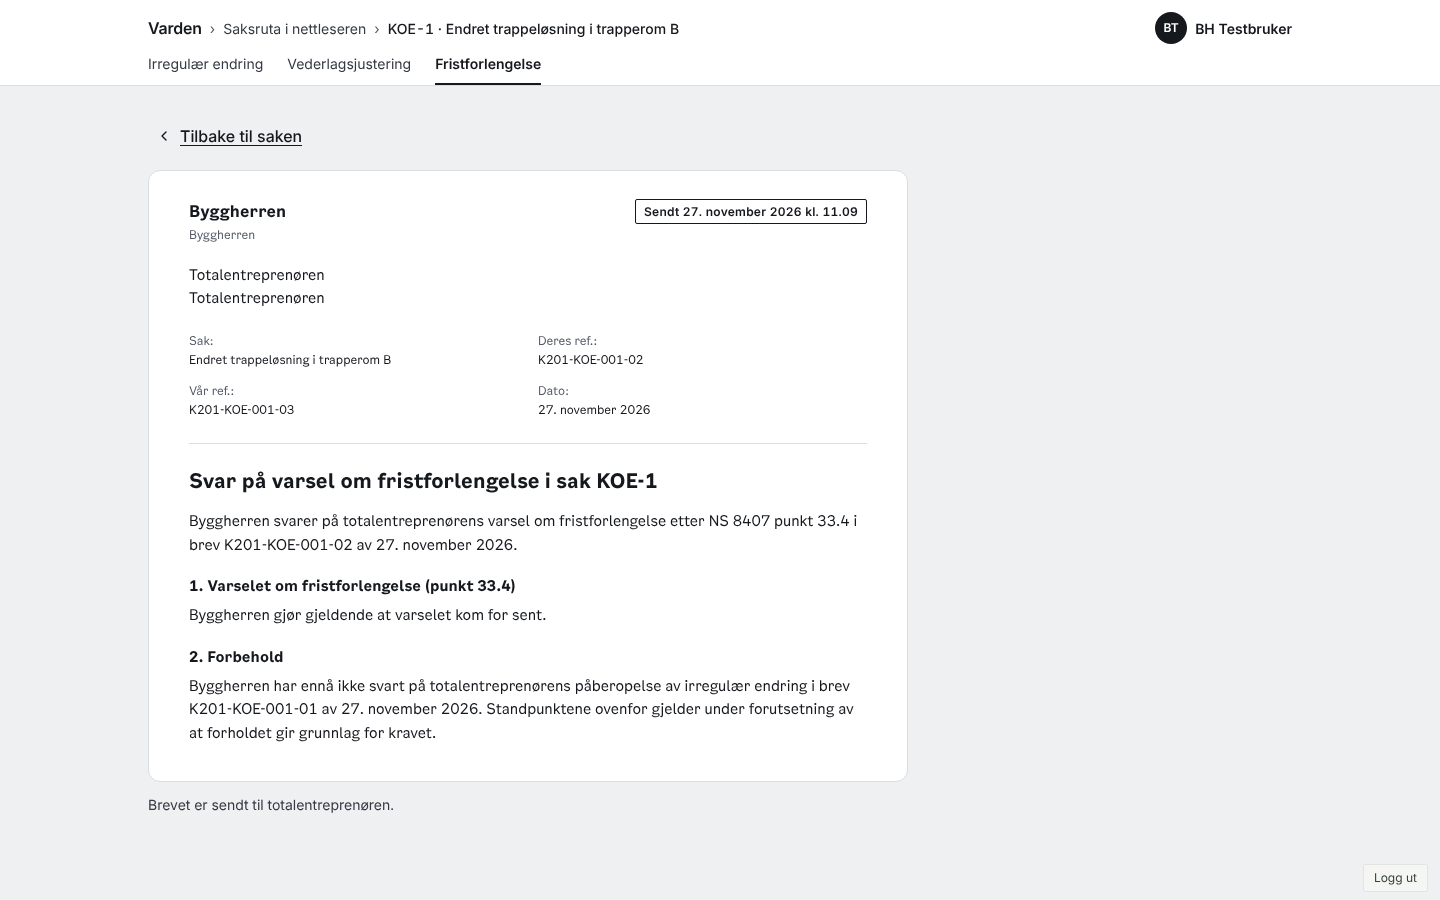 Varden › Saksruta i nettleseren › KOE-1 · Endret trappeløsning i trapperom B
BT BH Testbruker
Irregulær endring Vederlagsjustering Fristforlengelse
Tilbake til saken
Byggherren
Sendt 27. november 2026 kl. 11.09
Byggherren
Totalentreprenøren
Totalentreprenøren
Sak: Deres ref.:
Endret trappeløsning i trapperom B K201-KOE-001-02
Vår ref.: Dato:
K201-KOE-001-03 27. november 2026
Svar på varsel om fristforlengelse i sak KOE-1
Byggherren svarer på totalentreprenørens varsel om fristforlengelse etter NS 8407 punkt 33.4 i
brev K201-KOE-001-02 av 27. november 2026.
1. Varselet om fristforlengelse (punkt 33.4)
Byggherren gjør gjeldende at varselet kom for sent.
2. Forbehold
Byggherren har ennå ikke svart på totalentreprenørens påberopelse av irregulær endring i brev
K201-KOE-001-01 av 27. november 2026. Standpunktene ovenfor gjelder under forutsetning av
at forholdet gir grunnlag for kravet.
Brevet er sendt til totalentreprenøren.
Logg ut